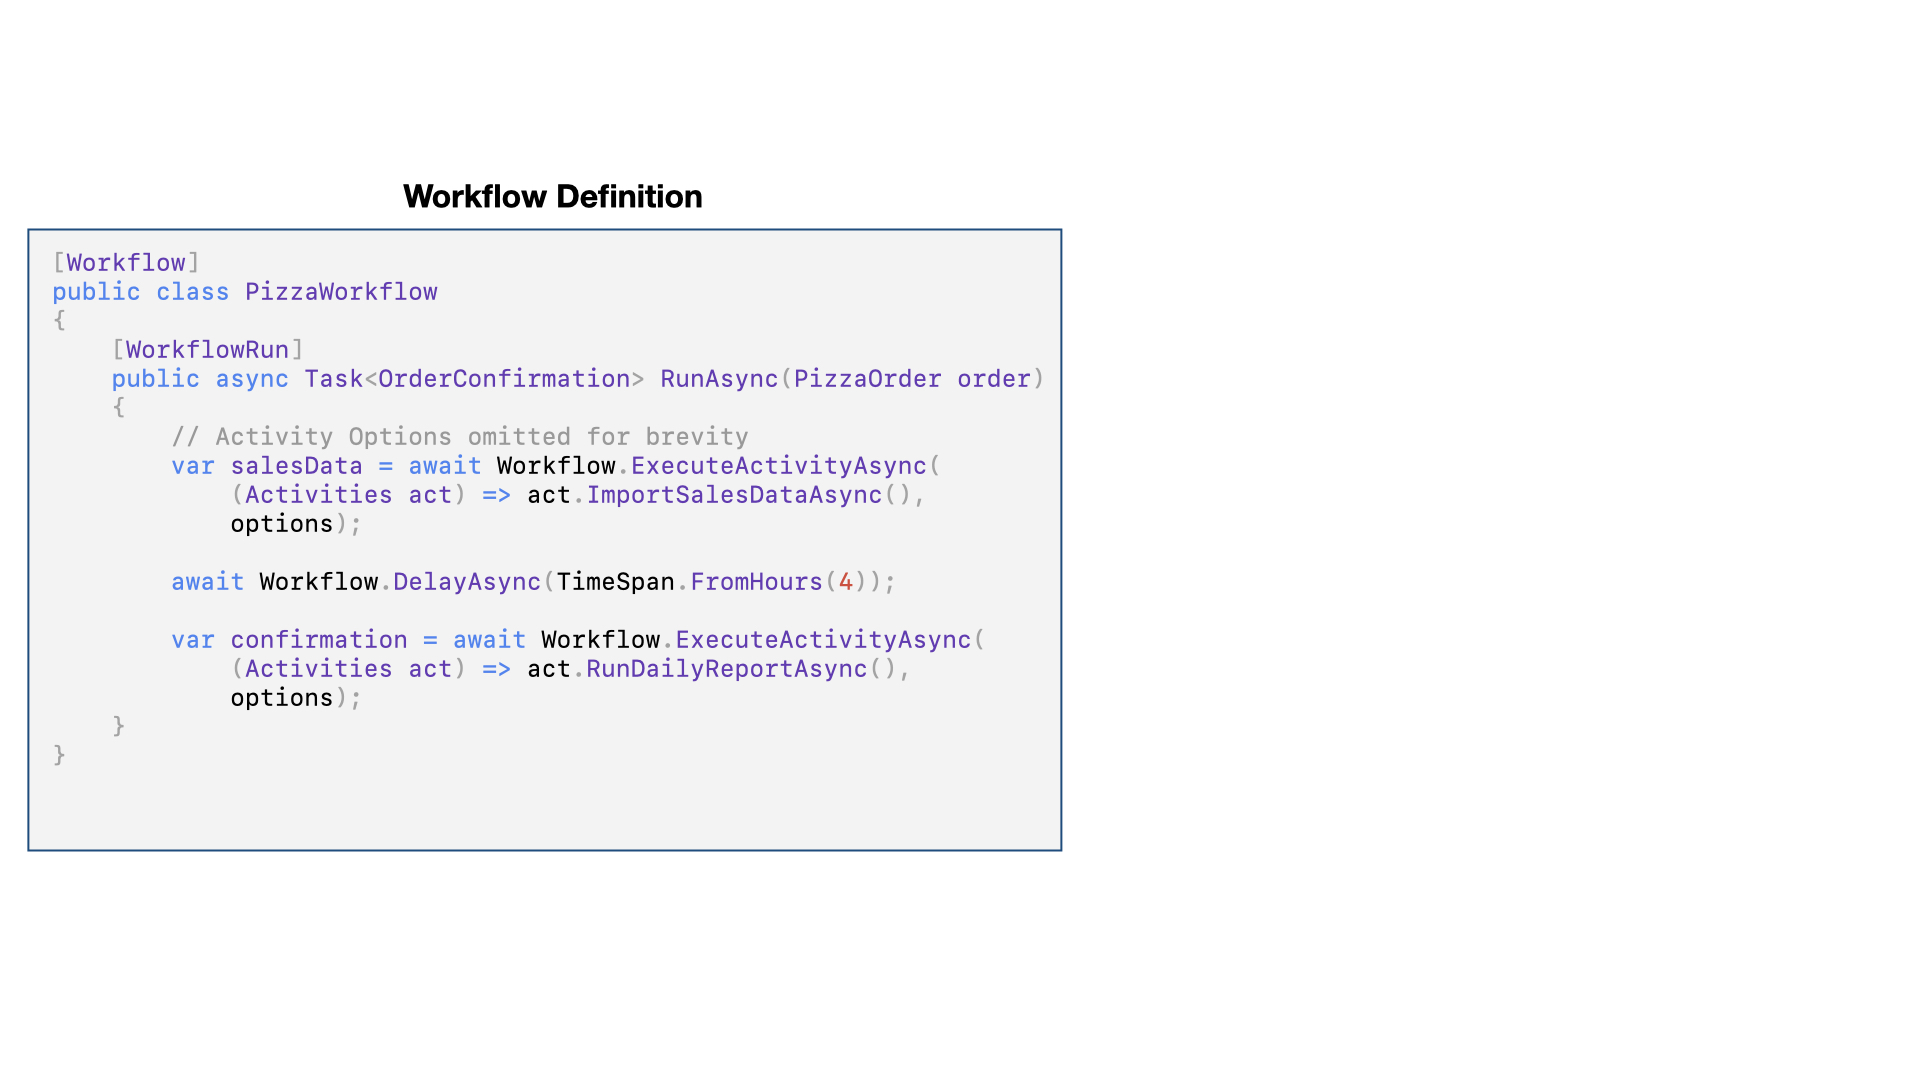 Workflow Definition
[Workflow]
public class PizzaWorkflow
{
    [WorkflowRun]
    public async Task<OrderConfirmation> RunAsync(PizzaOrder order)
    {
        // Activity Options omitted for brevity
        var salesData = await Workflow.ExecuteActivityAsync(
            (Activities act) => act.ImportSalesDataAsync(),
            options);

        await Workflow.DelayAsync(TimeSpan.FromHours(4));

        var confirmation = await Workflow.ExecuteActivityAsync(
            (Activities act) => act.RunDailyReportAsync(),
            options);
    }
}